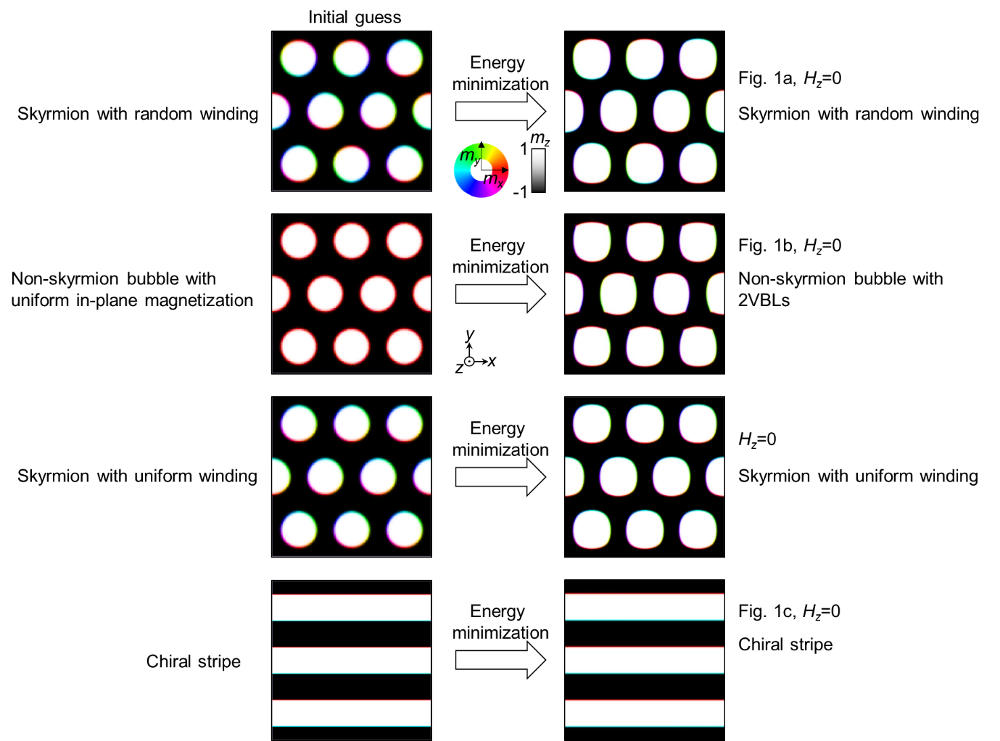 Initial guess
Skyrmion with random winding
Energy
minimization
Fig. 1a, Hz=0
Skyrmion with random winding
my
mx
mz
1
-1
Non-skyrmion bubble with
uniform in-plane magnetization
Energy
minimization
Fig. 1b, Hz=0
Non-skyrmion bubble with
2VBLs
y
z
x
Skyrmion with uniform winding
Energy
minimization
Hz=0
Skyrmion with uniform winding
Chiral stripe
Energy
minimization
Fig. 1c, Hz=0
Chiral stripe